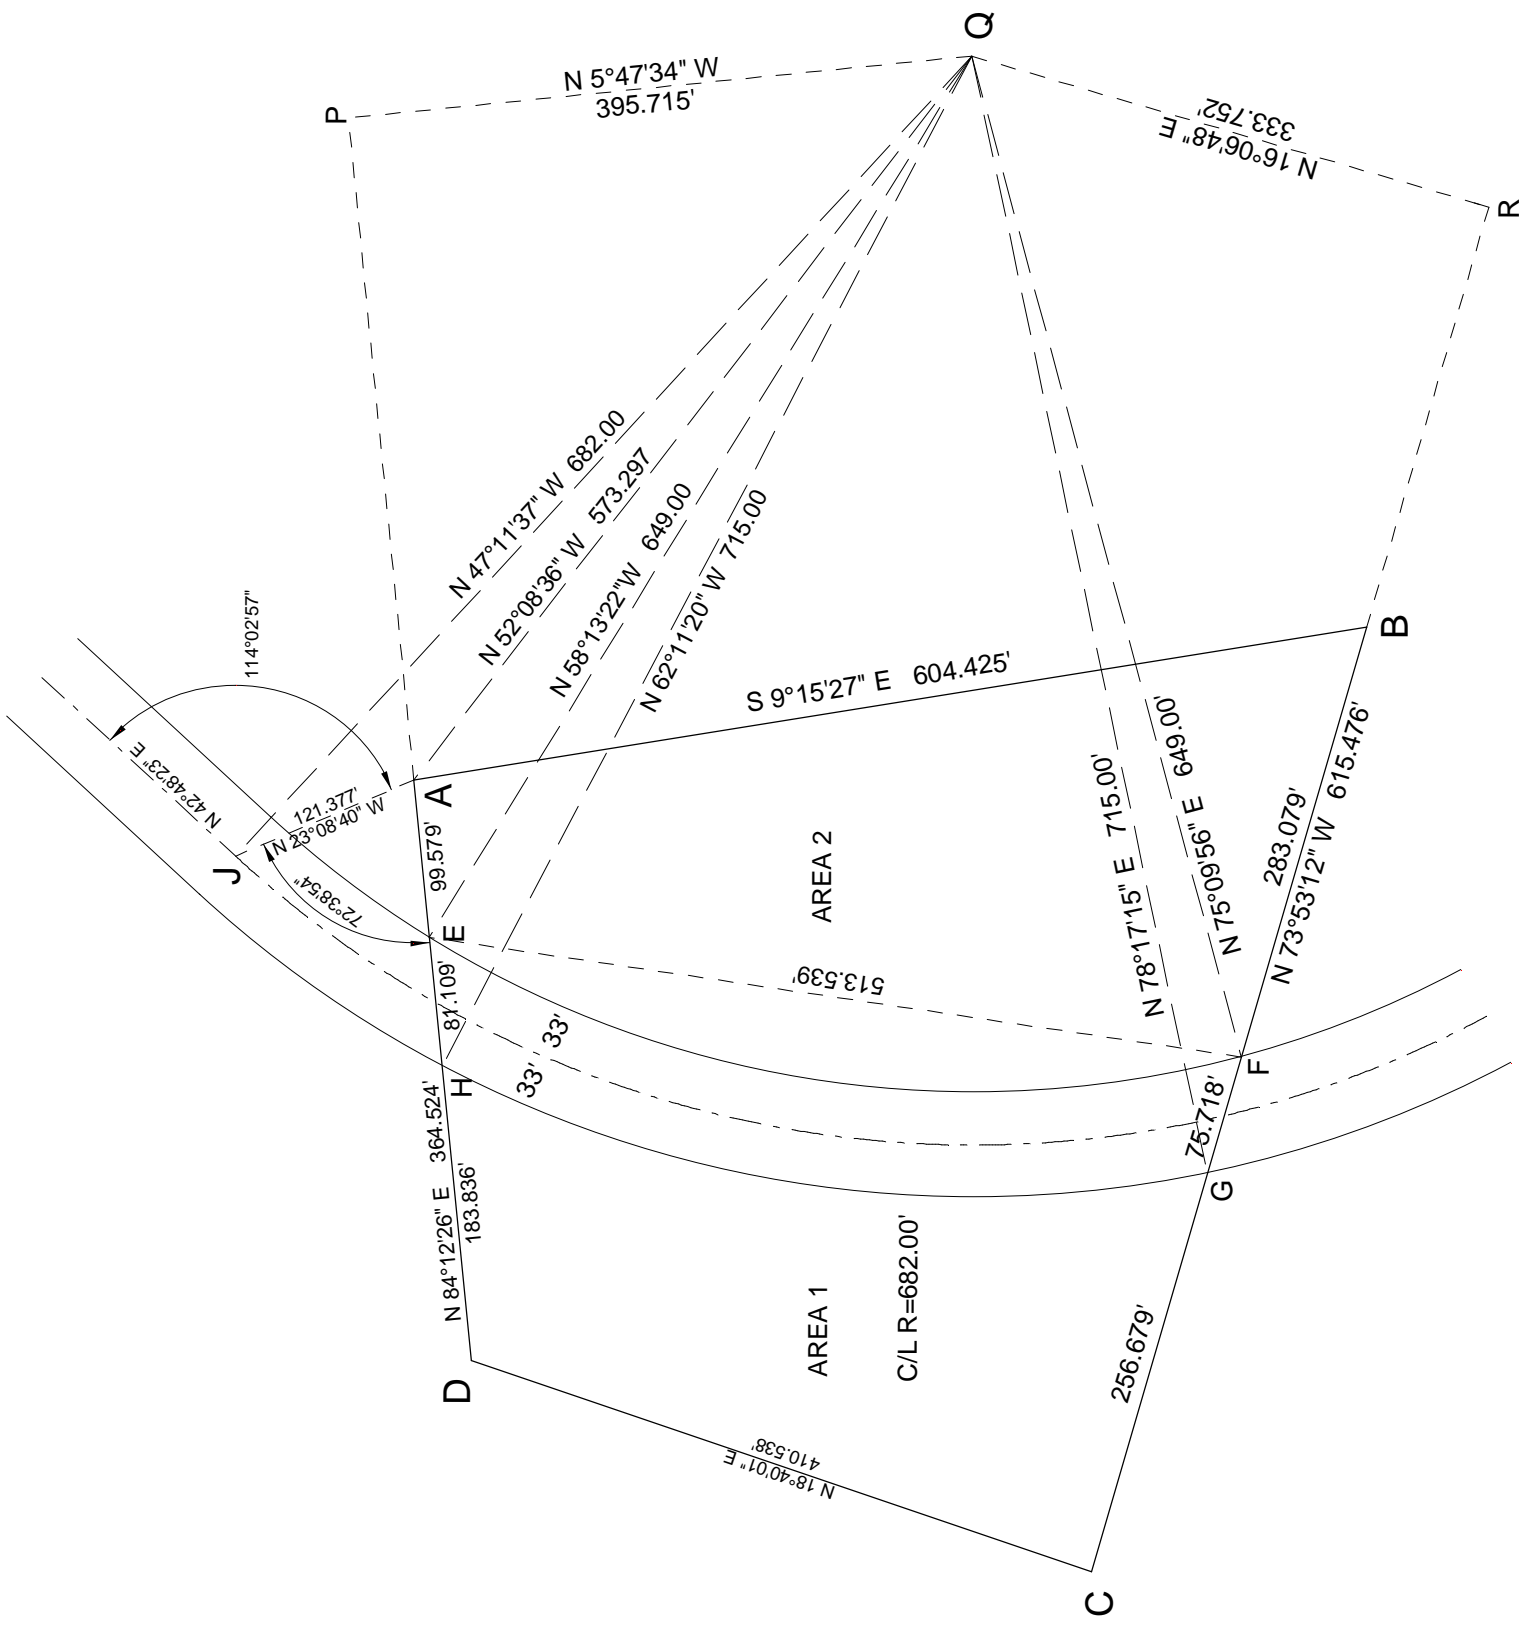 Q
P
N 5°47'34" W
395.715'
333.752'
N 16°06'48" E
R
N 47°11'37" W 682.00
N 52°08'36" W 573.297
N 58°13'22"W 649.00
N 62°11'20" W 715.00
114°02'57"
N 42°48'23" E
J
121.377'
N 23°08'40" W
72°38'54"
A
S 9°15'27" E 604.425'
B
99.579'
E
81.109'
H
33'
33'
AREA 2
513.539'
N 78°17'15" E 715.00'
N 75°09'56" E 649.00'
283.079'
N 73°53'12" W 615.476'
F
75.718'
G
N 84°12'26" E 364.524'
183.836'
D
AREA 1
C/L R=682.00'
256.679'
410.538'
N 18°40'01" E
C